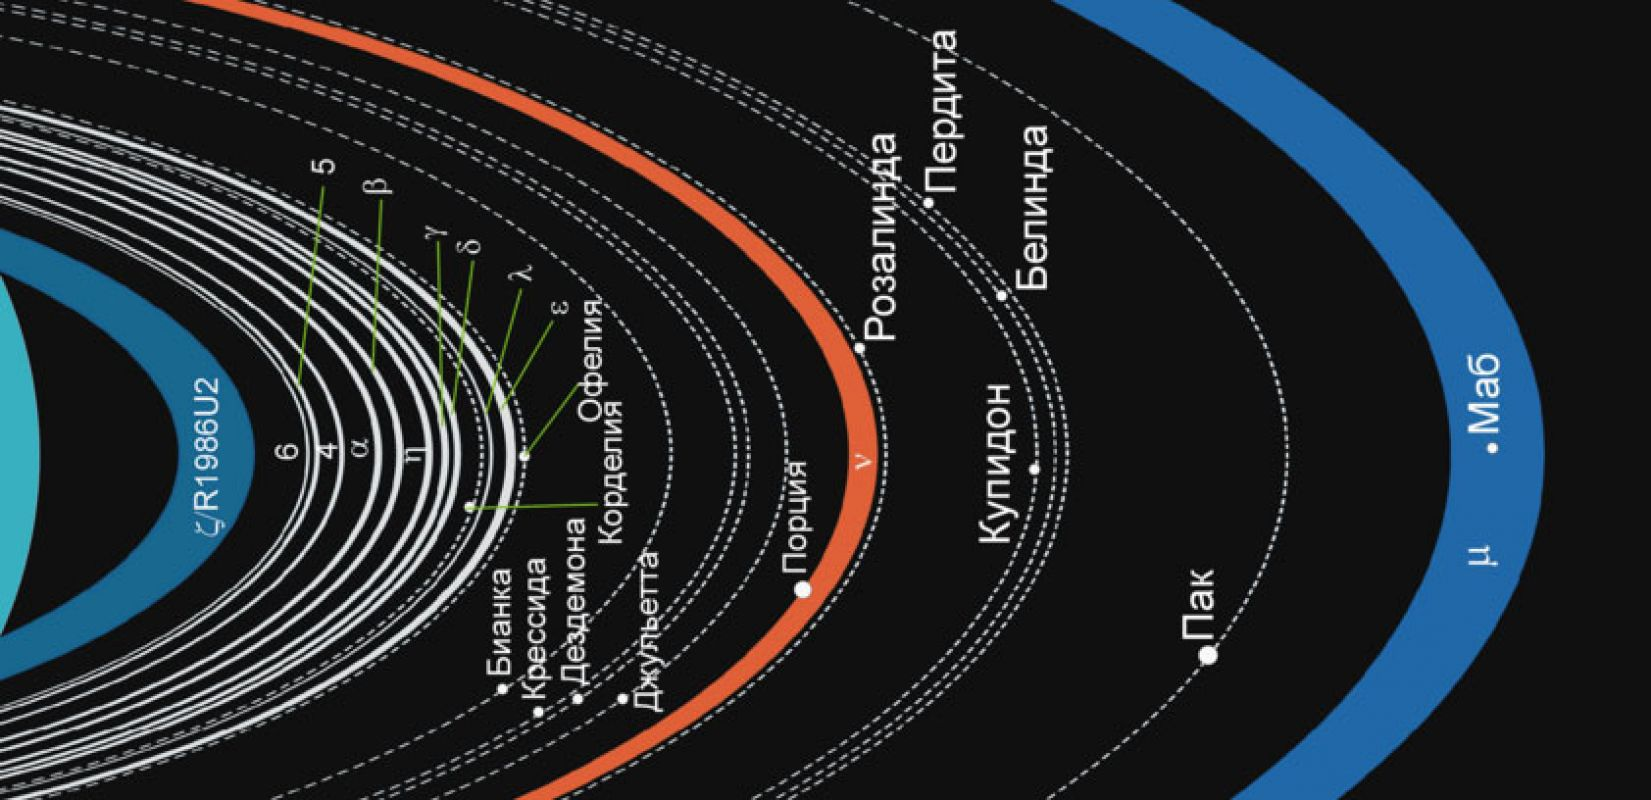 ζ/R1986U2
6
5
4
α
β
η
γ
δ
λ
ε
Корделия
Офелия
Бианка
Крессида
Дездемона
Джульетта
Порция
ν
Розалинда
Купидон
Пердита
Белинда
Пак
μ
Маб